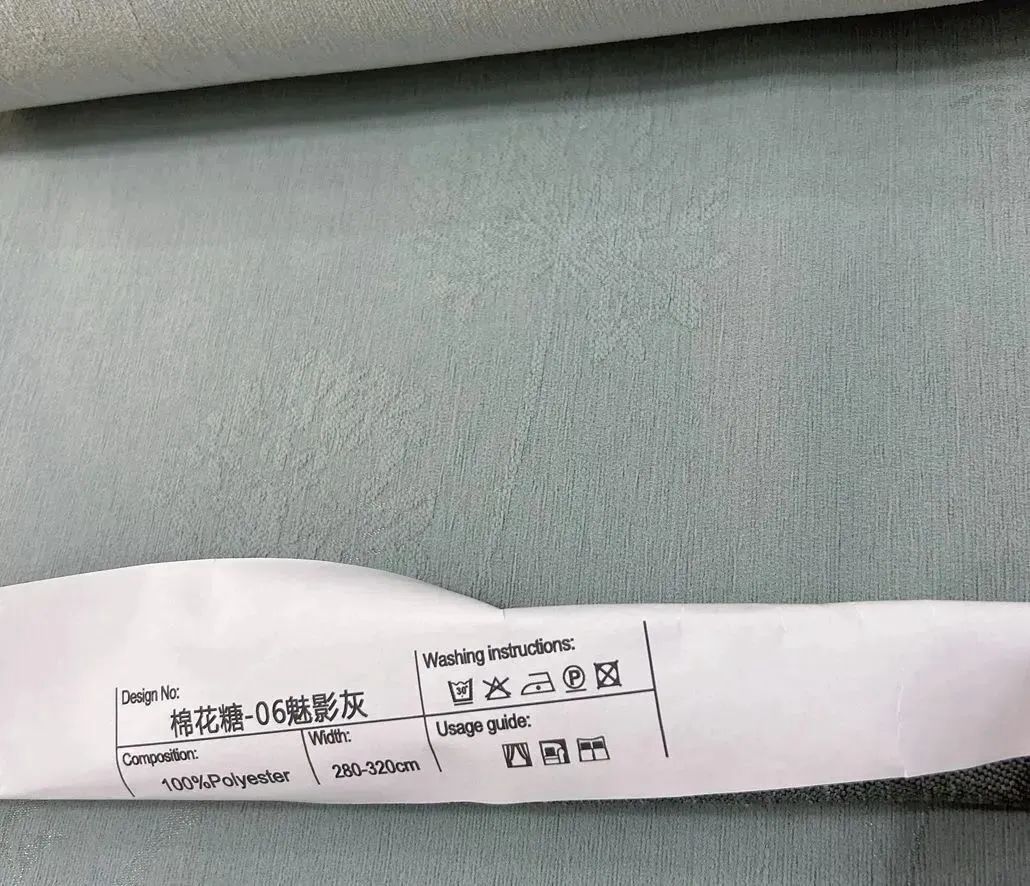 Design No:
棉花糖-06魅影灰
Composition:
100%Polyester
Width:
280-320cm
Washing instructions:
30°
P
Usage guide: